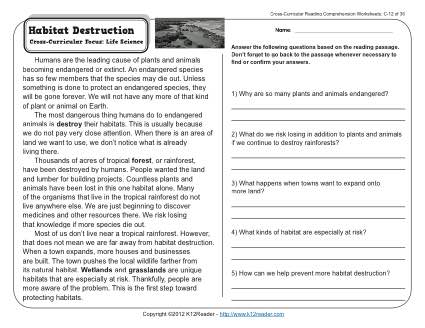 Cross-Curricular Reading Comprehension Worksheets: C-12 of 36
Habitat Destruction
Cross-Curricular Focus: Life Science
Name:
Humans are the leading cause of plants and animals
becoming endangered or extinct. An endangered species
has so few members that the species may die out. Unless
something is done to protect an endangered species, they
will be gone forever. We will not have any more of that kind
of plant or animal on Earth.
The most dangerous thing humans do to endangered
animals is destroy their habitats. This is usually because
we do not pay very close attention. When there is an area of
land we want to use, we don't notice what is already
living there.
Thousands of acres of tropical forest, or rainforest,
have been destroyed by humans. People wanted the land
and lumber for building projects. Countless plants and
animals have been lost in this one habitat alone. Many
of the organisms that live in the tropical rainforest do not
live anywhere else. We are just beginning to discover
medicines and other resources there. We risk losing
that knowledge if more species die out.
Most of us don't live near a tropical rainforest. However,
that does not mean we are far away from habitat destruction.
When a town expands, more houses and businesses
are built. The town pushes the local wildlife farther from
its natural habitat. Wetlands and grasslands are unique
habitats that are especially at risk. Thankfully, people are
more aware of the problem. This is the first step toward
protecting habitats.
Answer the following questions based on the reading passage.
Don't forget to go back to the passage whenever necessary to
find or confirm your answers.
1) Why are so many plants and animals endangered?
2) What do we risk losing in addition to plants and animals
if we continue to destroy rainforests?
3) What happens when towns want to expand onto
more land?
4) What kinds of habitat are especially at risk?
5) How can we help prevent more habitat destruction?
Copyright ©2012 K12Reader - http://www.k12reader.com